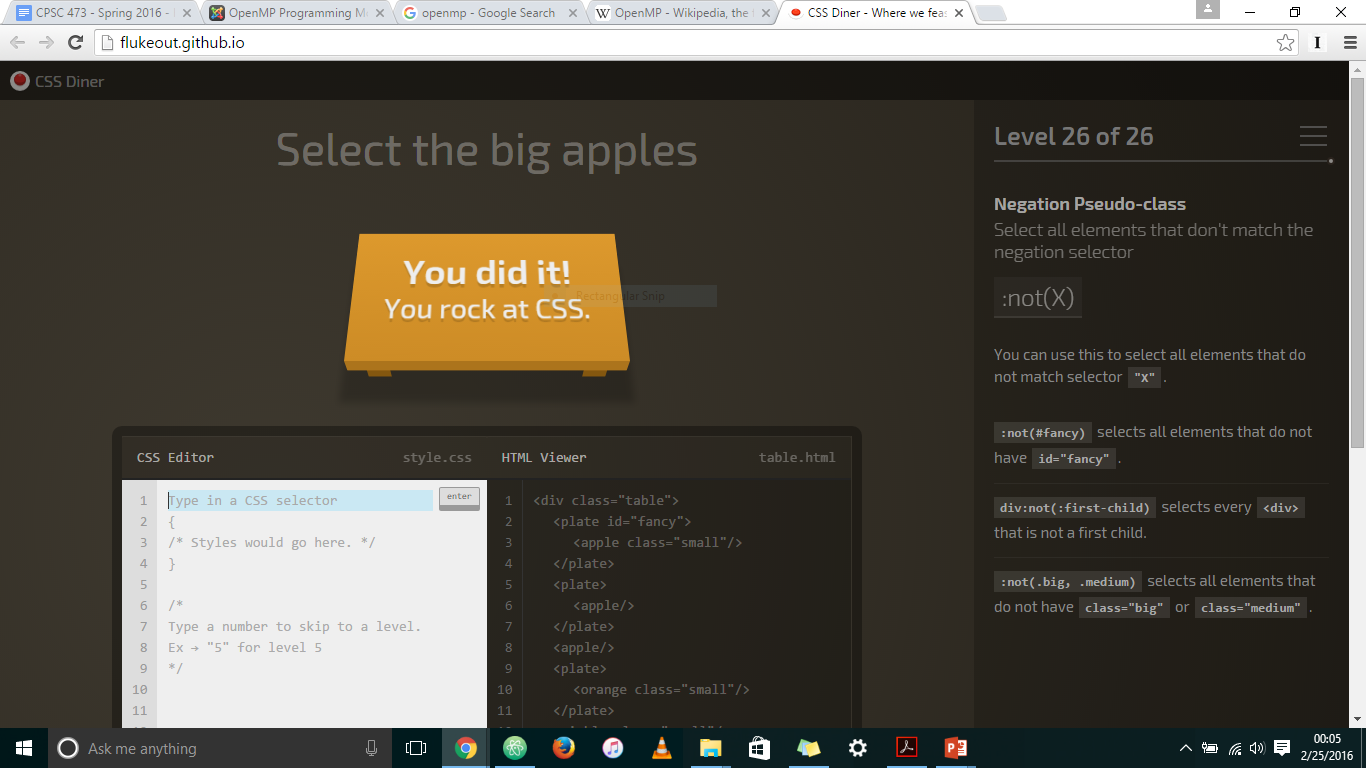 CPSC 473 - Spring 2016 -
OpenMP Programming M
openmp - Google Search
OpenMP - Wikipedia, the
CSS Diner - Where we feas
flukeout.github.io
CSS Diner
Select the big apples
You did it!
You rock at CSS.
Rectangular Snip
CSS Editor
style.css
HTML Viewer
table.html
1 Type in a CSS selector
enter
2 {
3 /* Styles would go here. */
4 }
5
6 /*
7 Type a number to skip to a level.
8 Ex → "5" for level 5
9 */
10
11
1 <div class="table">
2 <plate id="fancy">
3 <apple class="small"/>
4 </plate>
5 <plate>
6 <apple/>
7 </plate>
8 <apple/>
9 <plate>
10 <orange class="small"/>
11 </plate>
Level 26 of 26
Negation Pseudo-class
Select all elements that don't match the
negation selector
:not(X)
You can use this to select all elements that do
not match selector "X" .
:not(#fancy) selects all elements that do not
have id="fancy" .
div:not(:first-child) selects every <div>
that is not a first child.
:not(.big, .medium) selects all elements that
do not have class="big" or class="medium" .
Ask me anything
00:05
2/25/2016